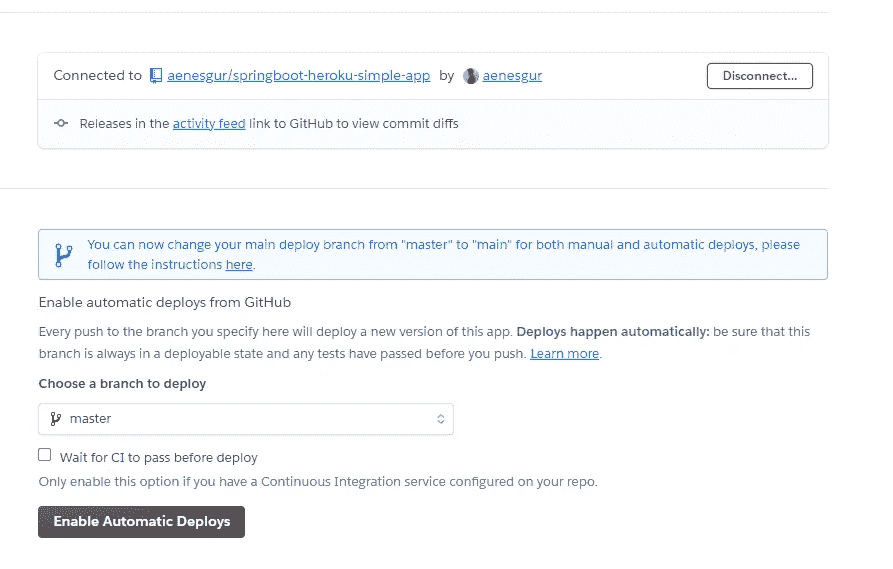 Connected to aenesgur/springboot-heroku-simple-app by aenesgur
Disconnect...
Releases in the activity feed link to GitHub to view commit diffs
You can now change your main deploy branch from "master" to "main" for both manual and automatic deploys, please
follow the instructions here.
Enable automatic deploys from GitHub
Every push to the branch you specify here will deploy a new version of this app. Deploys happen automatically: be sure that this
branch is always in a deployable state and any tests have passed before you push. Learn more.
Choose a branch to deploy
master
Wait for CI to pass before deploy
Only enable this option if you have a Continuous Integration service configured on your repo.
Enable Automatic Deploys